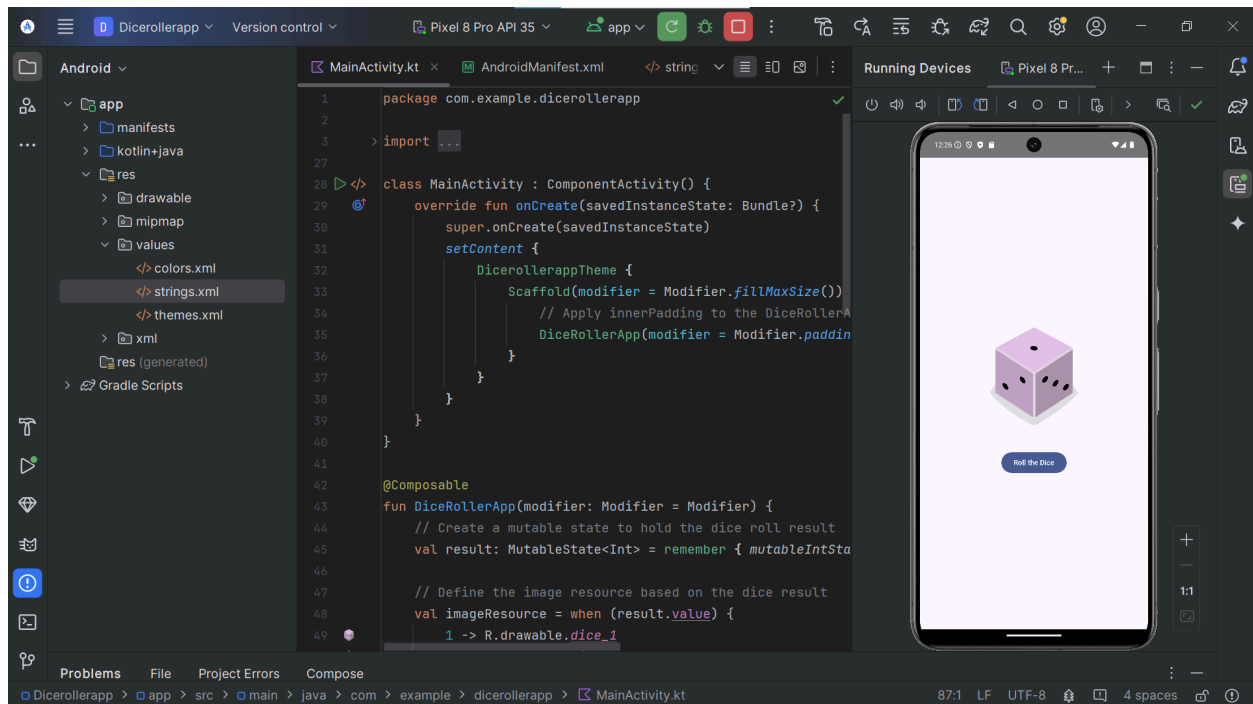 D Dicerollerapp Version control Pixel 8 Pro API 35 app
Android
app
manifests
kotlin+java
res
drawable
mipmap
values
</> colors.xml
</> strings.xml
</> themes.xml
xml
res (generated)
Gradle Scripts
MainActivity.kt × M AndroidManifest.xml </> string
1 package com.example.dicerollerapp
2
3 import ...
27
28 class MainActivity : ComponentActivity() {
29 override fun onCreate(savedInstanceState: Bundle?) {
30 super.onCreate(savedInstanceState)
31 setContent {
32 DicerollerappTheme {
33 Scaffold(modifier = Modifier.fillMaxSize())
34 // Apply innerPadding to the DiceRollerA
35 DiceRollerApp(modifier = Modifier.paddin
36 }
37 }
38 }
39 }
40 }
41
42 @Composable
43 fun DiceRollerApp(modifier: Modifier = Modifier) {
44 // Create a mutable state to hold the dice roll result
45 val result: MutableState<Int> = remember { mutableIntSta
46
47 // Define the image resource based on the dice result
48 val imageResource = when (result.value) {
49 1 -> R.drawable.dice_1
Running Devices Pixel 8 Pr...
12:26
Roll the Dice
1:1
Problems File Project Errors Compose
Dicerollerapp > app > src > main > java > com > example > dicerollerapp > MainActivity.kt 87:1 LF UTF-8 4 spaces